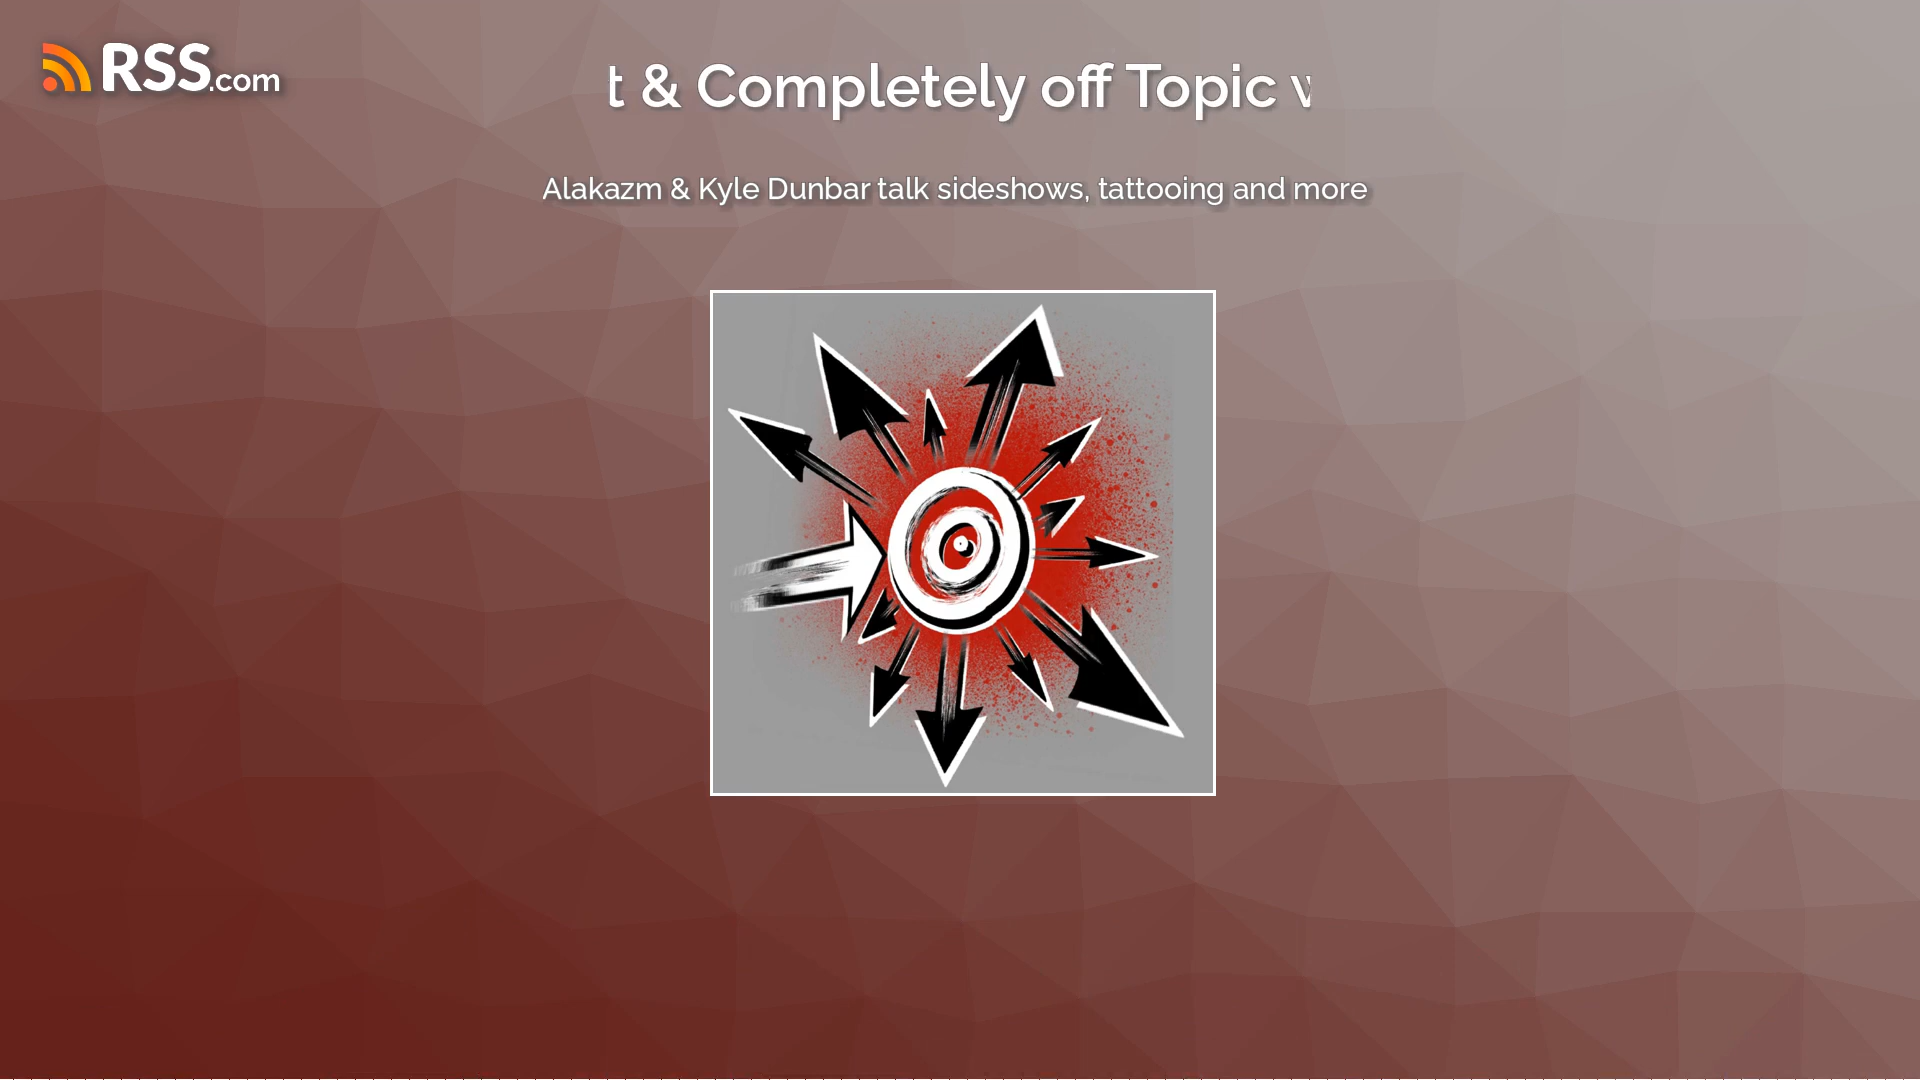 RSS.com
t & Completely off Topic
Alakazm & Kyle Dunbar talk sideshows, tattooing and more